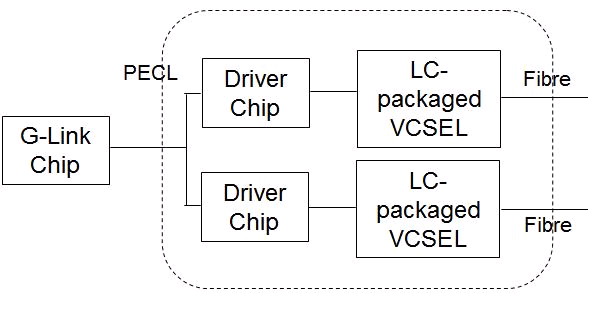 PECL
G-Link
Chip
Driver
Chip
LC-
packaged
VCSEL
Fibre
Driver
Chip
LC-
packaged
VCSEL
Fibre